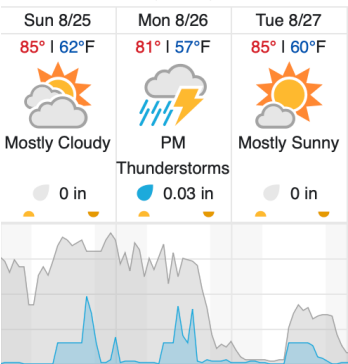 Sun 8/25 Mon 8/26 Tue 8/27
85° | 62°F 81° | 57°F 85° | 60°F
Mostly Cloudy PM Mostly Sunny
Thunderstorms
0 in 0.03 in 0 in